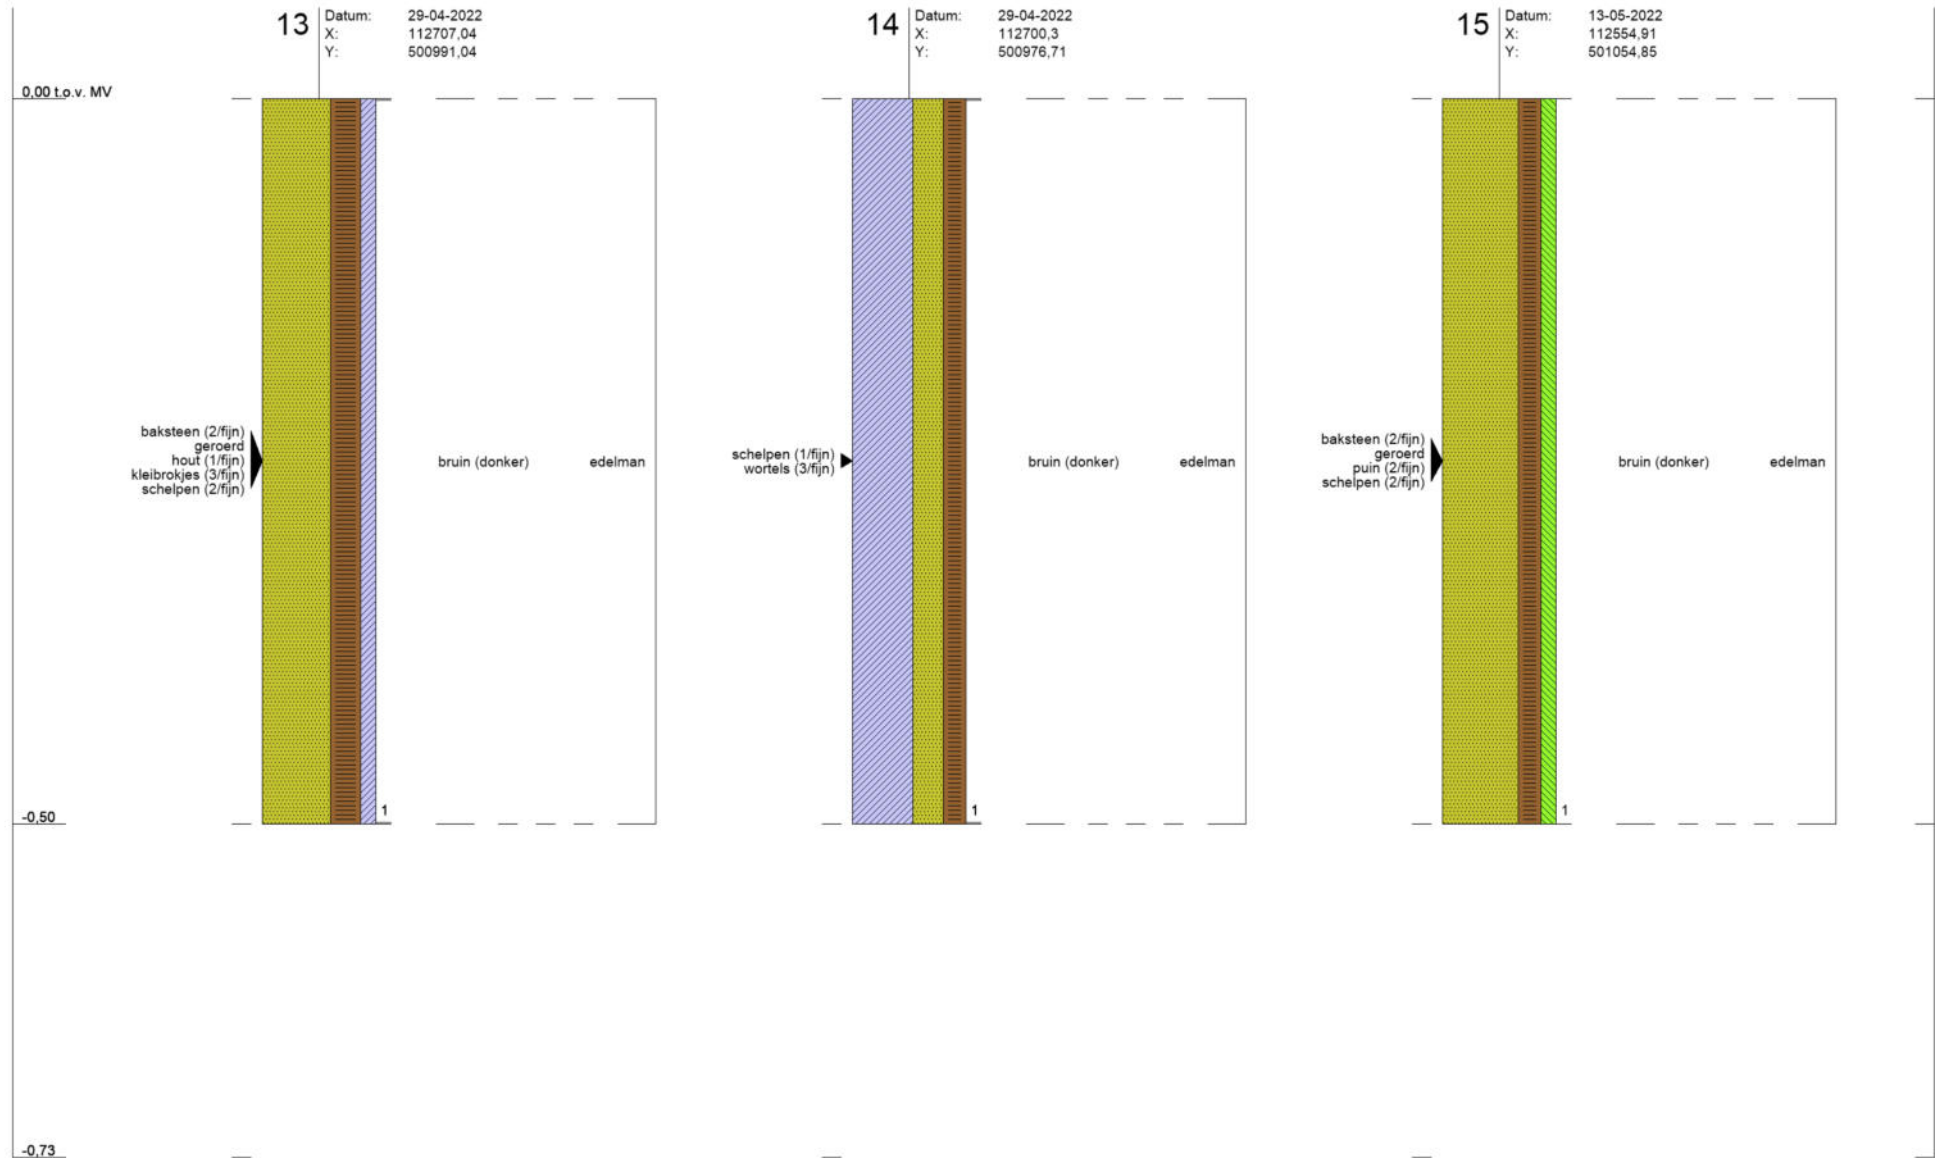 13
Datum: 29-04-2022
X: 112707,04
Y: 500991,04
14
Datum: 29-04-2022
X: 112700,3
Y: 500976,71
15
Datum: 13-05-2022
X: 112554,91
Y: 501054,85
0,00 t.o.v. MV
baksteen (2/fijn)
geroerd
hout (1/fijn)
kleibrokjes (3/fijn)
schelpen (2/fijn)
bruin (donker) edelman
1
schelpen (1/fijn)
wortels (3/fijn)
bruin (donker) edelman
1
baksteen (2/fijn)
geroerd
puin (2/fijn)
schelpen (2/fijn)
bruin (donker) edelman
1
-0,50
-0,73